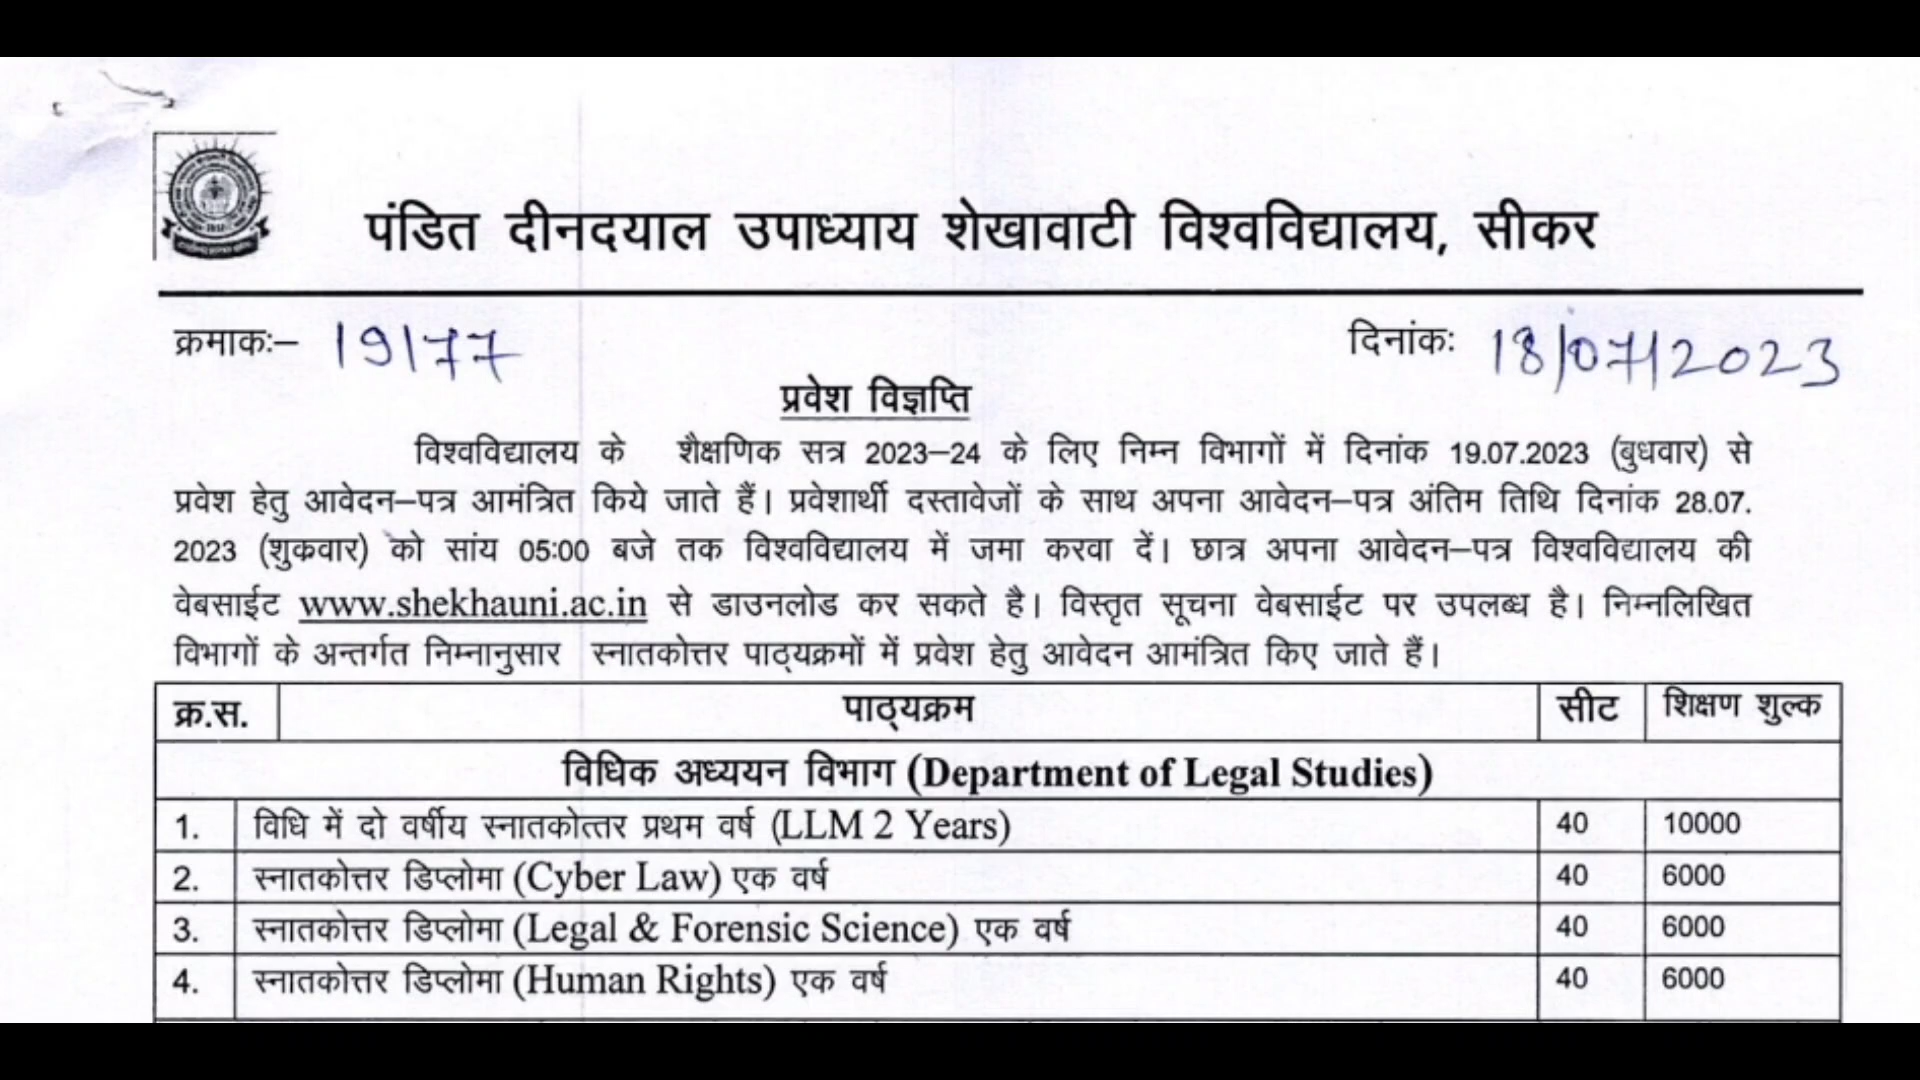 पंडित दीनदयाल उपाध्याय शेखावाटी विश्वविद्यालय, सीकर
क्रमाकः– 19177
दिनांकः 18/07/2023
प्रवेश विज्ञप्ति
विश्वविद्यालय के शैक्षणिक सत्र 2023–24 के लिए निम्न विभागों में दिनांक 19.07.2023 (बुधवार) से
प्रवेश हेतु आवेदन–पत्र आमंत्रित किये जाते हैं। प्रवेशार्थी दस्तावेजों के साथ अपना आवेदन–पत्र अंतिम तिथि दिनांक 28.07.
2023 (शुक्रवार) को सांय 05:00 बजे तक विश्वविद्यालय में जमा करवा दें। छात्र अपना आवेदन–पत्र विश्वविद्यालय की
वेबसाईट www.shekhauni.ac.in से डाउनलोड कर सकते है। विस्तृत सूचना वेबसाईट पर उपलब्ध है। निम्नलिखित
विभागों के अन्तर्गत निम्नानुसार स्नातकोत्तर पाठ्यक्रमों में प्रवेश हेतु आवेदन आमंत्रित किए जाते हैं।
क्र.स. पाठ्यक्रम सीट शिक्षण शुल्क
विधिक अध्ययन विभाग (Department of Legal Studies)
1. विधि में दो वर्षीय स्नातकोत्तर प्रथम वर्ष (LLM 2 Years) 40 10000
2. स्नातकोत्तर डिप्लोमा (Cyber Law) एक वर्ष 40 6000
3. स्नातकोत्तर डिप्लोमा (Legal & Forensic Science) एक वर्ष 40 6000
4. स्नातकोत्तर डिप्लोमा (Human Rights) एक वर्ष 40 6000